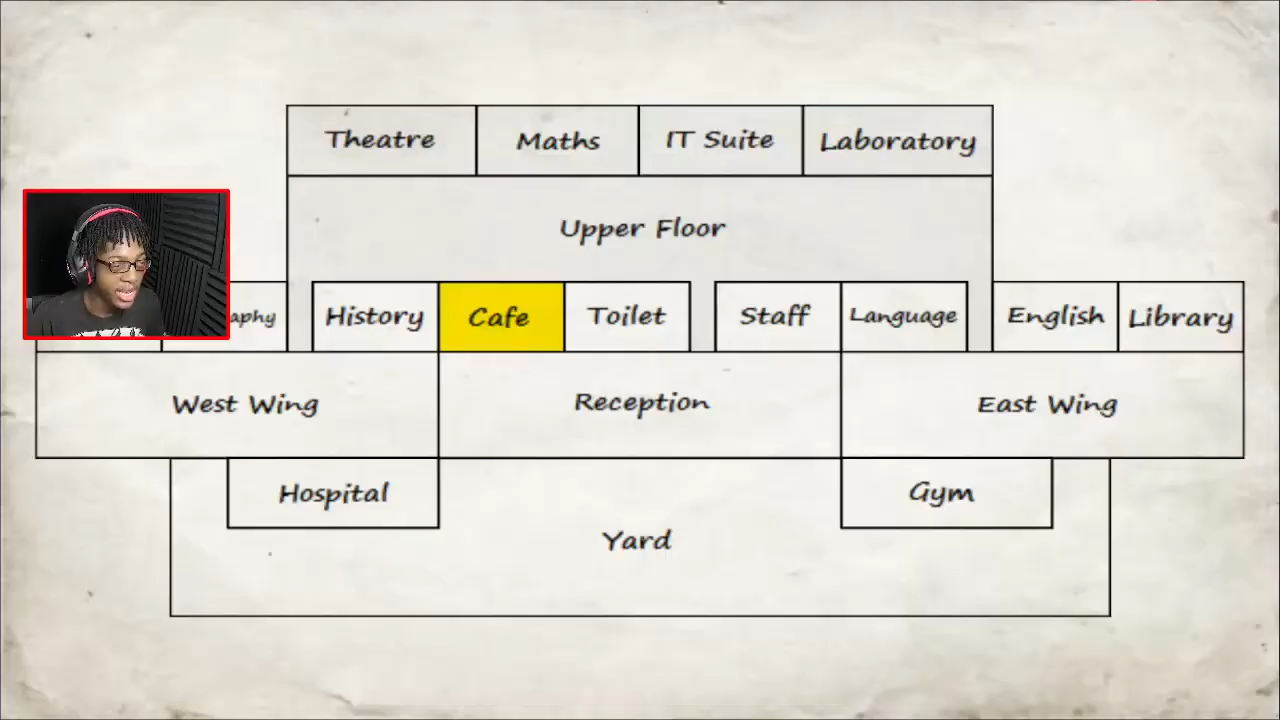 Theatre Maths IT Suite Laboratory
Upper Floor
History Cafe Toilet Staff Language English Library
West Wing Reception East Wing
Hospital Gym
Yard